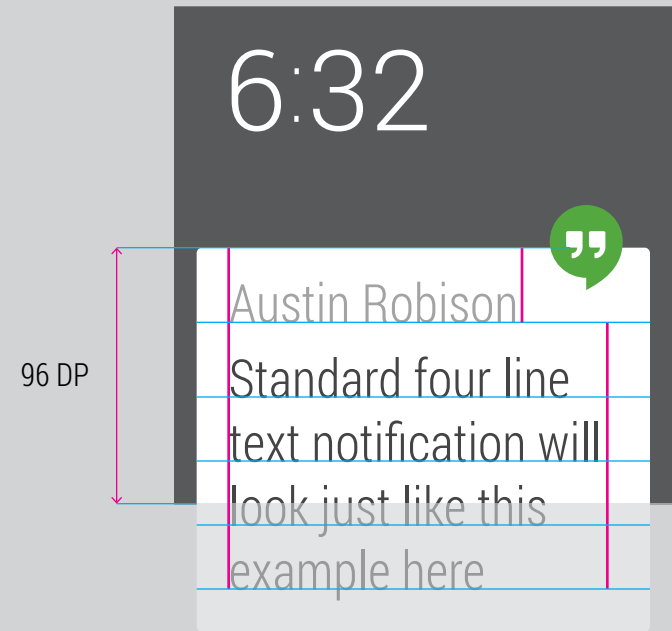 6:32
Austin Robison
96 DP
Standard four line
text notification will
look just like this
example here